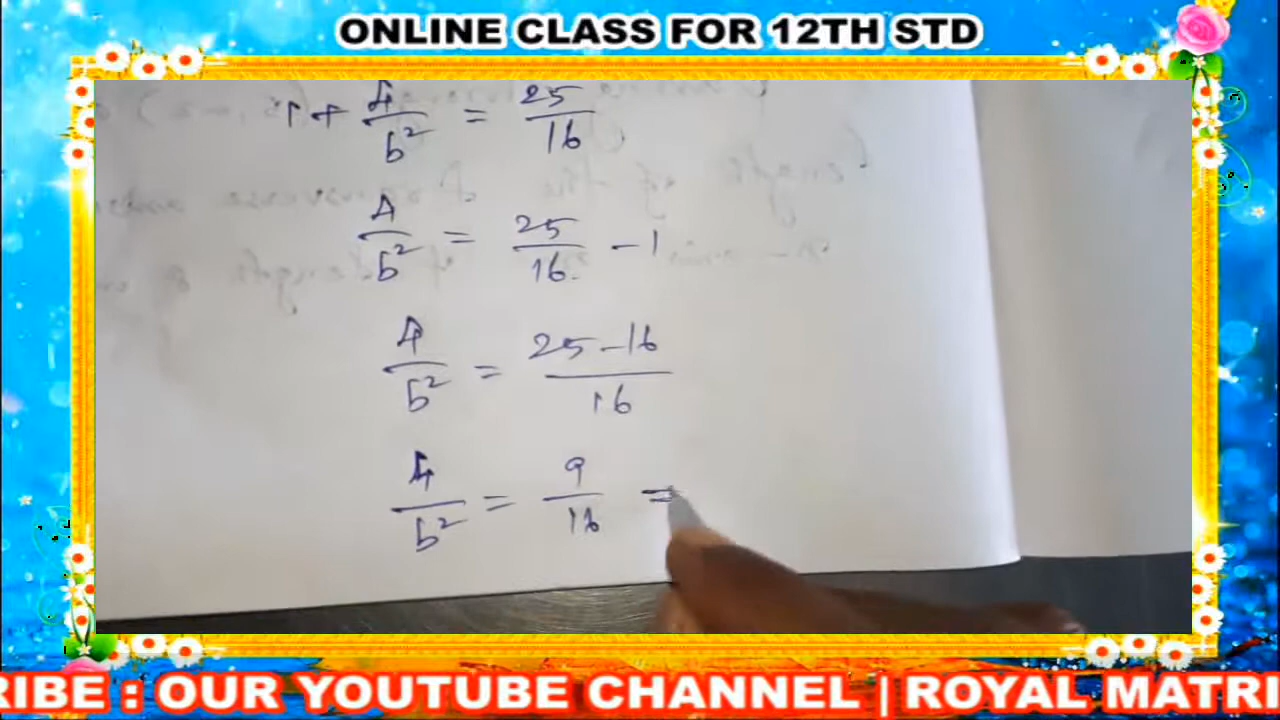 ONLINE CLASS FOR 12TH STD
1 + 4/b² = 25/16
4/b² = 25/16 - 1
4/b² = 25-16/16
4/b² = 9/16 =
RIBE : OUR YOUTUBE CHANNEL | ROYAL MATRI